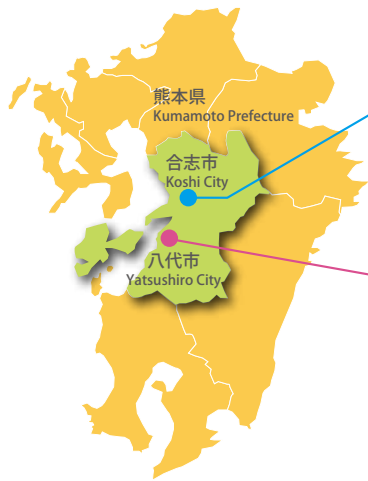 熊本県
Kumamoto Prefecture
合志市
Koshi City
八代市
Yatsushiro City